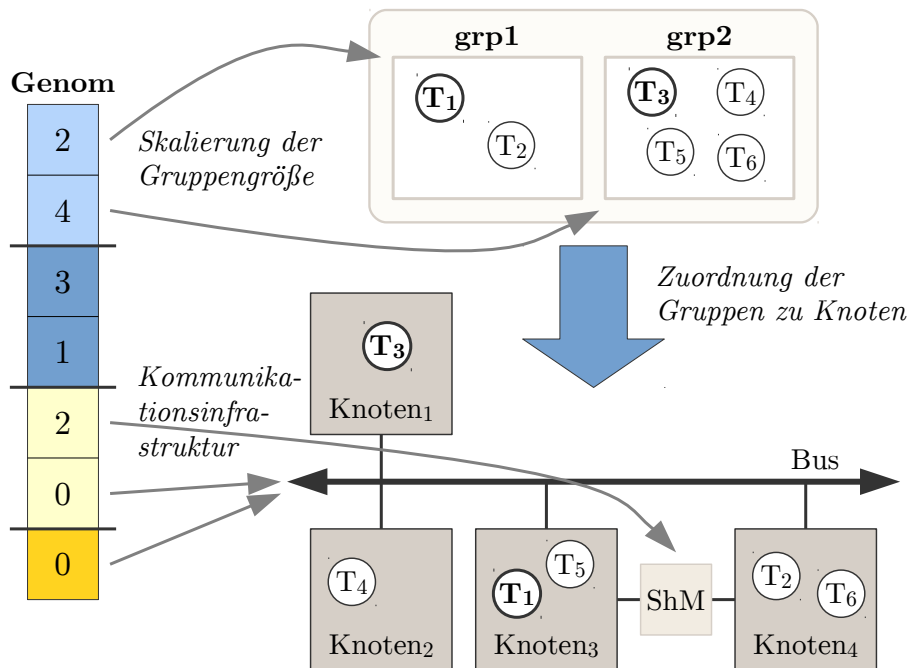 grp1
grp2
Genom
2
4
3
1
2
0
0
T1
T2
T3
T4
T5
T6
Skalierung der
Gruppengröße
Zuordnung der
Gruppen zu Knoten
Kommunika-
tionsinfra-
struktur
T3
Knoten1
Bus
T4
Knoten2
T5
T1
Knoten3
ShM
T2
T6
Knoten4